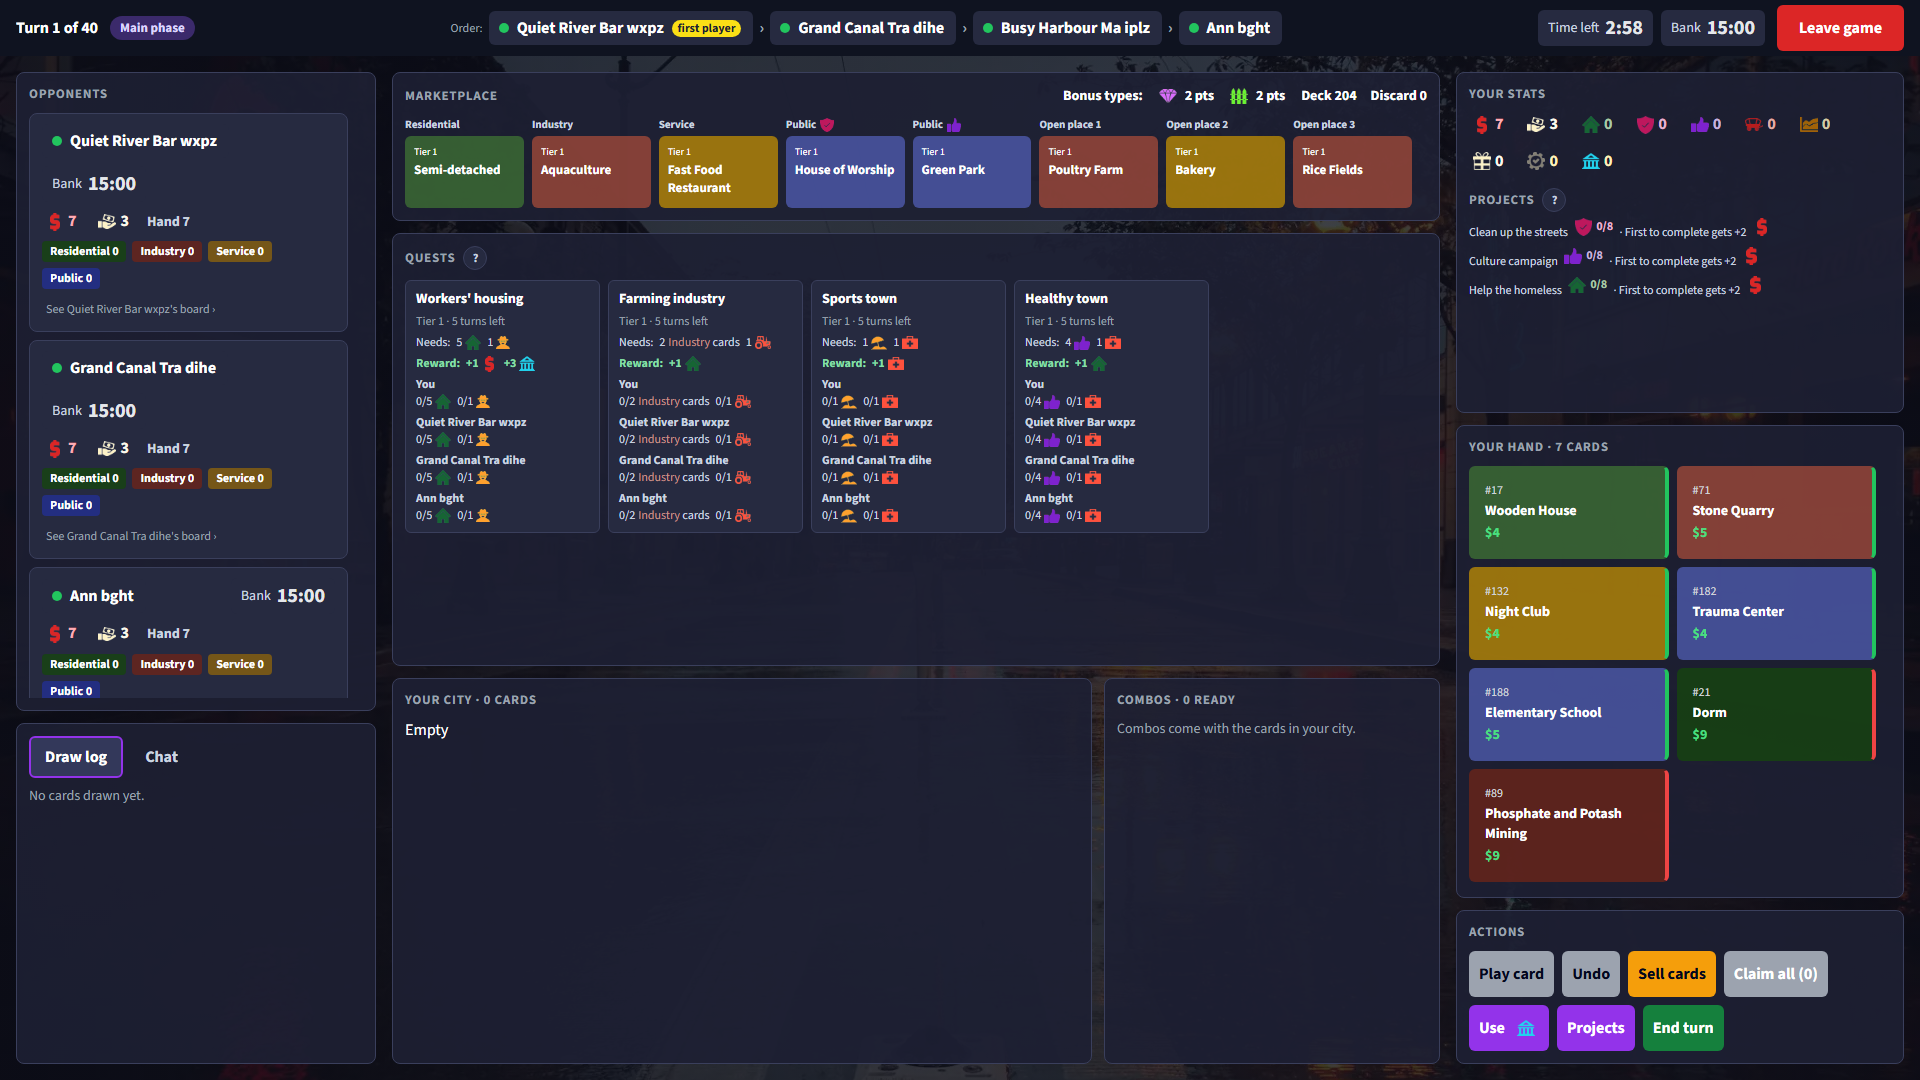 Turn 1 of 40 Main phase
Order: Quiet River Bar wxpz first player › Grand Canal Tra dihe › Busy Harbour Ma iplz › Ann bght
Time left 2:58 Bank 15:00 Leave game
OPPONENTS
Quiet River Bar wxpz
Bank 15:00
7 3 Hand 7
Residential 0 Industry 0 Service 0
Public 0
See Quiet River Bar wxpz's board ›
Grand Canal Tra dihe
Bank 15:00
7 3 Hand 7
Residential 0 Industry 0 Service 0
Public 0
See Grand Canal Tra dihe's board ›
Ann bght Bank 15:00
7 3 Hand 7
Residential 0 Industry 0 Service 0
Public 0
Draw log Chat
No cards drawn yet.
MARKETPLACE Bonus types: 2 pts 2 pts Deck 204 Discard 0
Residential Industry Service Public Public Open place 1 Open place 2 Open place 3
Tier 1 Tier 1 Tier 1 Tier 1 Tier 1 Tier 1 Tier 1 Tier 1
Semi-detached Aquaculture Fast Food House of Worship Green Park Poultry Farm Bakery Rice Fields
Restaurant
QUESTS ?
Workers' housing
Tier 1 · 5 turns left
Needs: 5 1
Reward: +1 $ +3
You
0/5 0/1
Quiet River Bar wxpz
0/5 0/1
Grand Canal Tra dihe
0/5 0/1
Ann bght
0/5 0/1
Farming industry
Tier 1 · 5 turns left
Needs: 2 Industry cards 1
Reward: +1
You
0/2 Industry cards 0/1
Quiet River Bar wxpz
0/2 Industry cards 0/1
Grand Canal Tra dihe
0/2 Industry cards 0/1
Ann bght
0/2 Industry cards 0/1
Sports town
Tier 1 · 5 turns left
Needs: 1 1
Reward: +1
You
0/1 0/1
Quiet River Bar wxpz
0/1 0/1
Grand Canal Tra dihe
0/1 0/1
Ann bght
0/1 0/1
Healthy town
Tier 1 · 5 turns left
Needs: 4 1
Reward: +1
You
0/4 0/1
Quiet River Bar wxpz
0/4 0/1
Grand Canal Tra dihe
0/4 0/1
Ann bght
0/4 0/1
YOUR CITY · 0 CARDS
Empty
COMBOS · 0 READY
Combos come with the cards in your city.
YOUR STATS
$ 7 3 0 0 0 0 0
0 0 0
PROJECTS ?
Clean up the streets 0/8 · First to complete gets +2 $
Culture campaign 0/8 · First to complete gets +2 $
Help the homeless 0/8 · First to complete gets +2 $
YOUR HAND · 7 CARDS
#17
Wooden House
$4
#71
Stone Quarry
$5
#132
Night Club
$4
#182
Trauma Center
$4
#188
Elementary School
$5
#21
Dorm
$9
#89
Phosphate and Potash
Mining
$9
ACTIONS
Play card Undo Sell cards Claim all (0)
Use Projects End turn